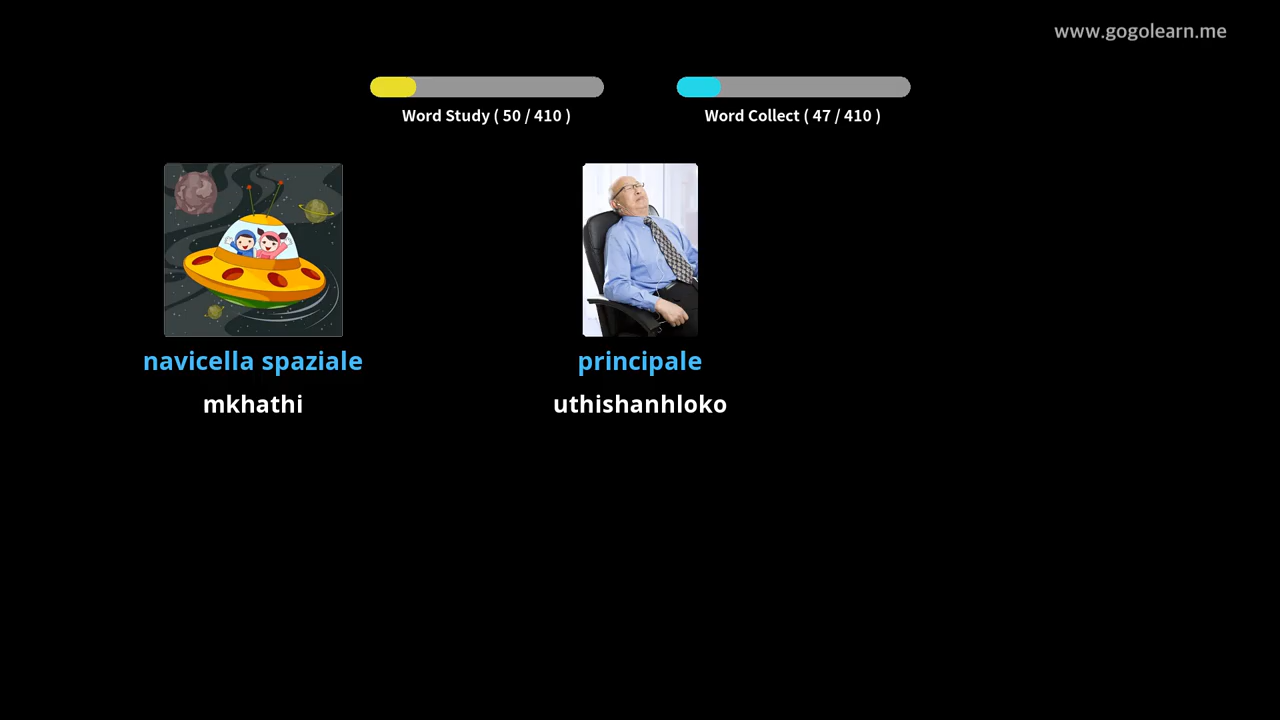 www.gogolearn.me
Word Study ( 50 / 410 )
Word Collect ( 47 / 410 )
navicella spaziale
mkhathi
principale
uthishanhloko